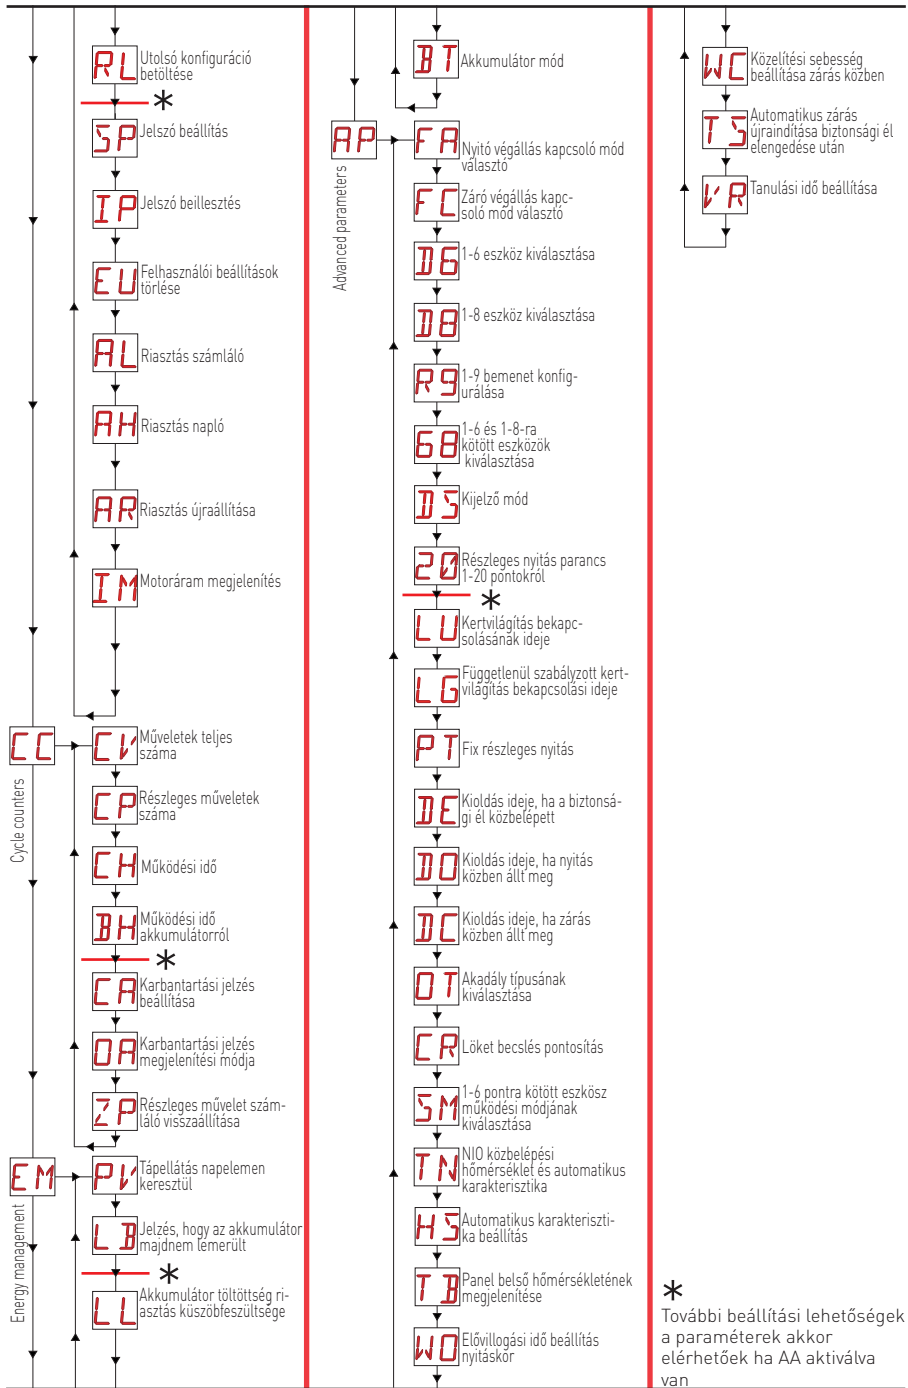 RL
Utolsó konfiguráció
betöltése
*
SP
Jelszó beállítás
IP
Jelszó beillesztés
EU
Felhasználói beállítások
törlése
AL
Riasztás számláló
AH
Riasztás napló
AR
Riasztás újraállítása
IM
Motoráram megjelenítés
CC
Cycle counters
CV
Műveletek teljes
száma
CP
Részleges műveletek
száma
CH
Működési idő
BH
Működési idő
akkumulátorról
*
CA
Karbantartási jelzés
beállítása
OA
Karbantartási jelzés
megjelenítési módja
ZP
Részleges művelet szám-
láló visszaállítása
EM
Energy management
PV
Tápellátás napelemen
keresztül
LB
Jelzés, hogy az akkumulátor
majdnem lemerült
*
LL
Akkumulátor töltöttség ri-
asztás küszöbfeszültsége
BT
Akkumulátor mód
AP
Advanced parameters
FA
Nyitó végállás kapcsoló mód
választó
FC
Záró végállás kapc-
soló mód választó
D6
1-6 eszköz kiválasztása
D8
1-8 eszköz kiválasztása
R9
1-9 bemenet konfig-
urálása
68
1-6 és 1-8-ra
kötött eszközök
kiválasztása
DS
Kijelző mód
20
Részleges nyitás parancs
1-20 pontokról
*
LU
Kertvilágítás bekapc-
solásának ideje
LG
Függetlenül szabályzott kert-
világítás bekapcsolási ideje
PT
Fix részleges nyitás
DE
Kioldás ideje, ha a biztonsá-
gi él közbelépett
DO
Kioldás ideje, ha nyitás
közben állt meg
DC
Kioldás ideje, ha zárás
közben állt meg
OT
Akadály típusának
kiválasztása
CR
Löket becslés pontosítás
SM
1-6 pontra kötött eszkösz
működési módjának
kiválasztása
TN
NIO közbelépési
hőmérséklet és automatikus
karakterisztika
HS
Automatikus karakteriszti-
ka beállítás
TB
Panel belső hőmérsékletének
megjelenítése
WO
Elővillogási idő beállítás
nyitáskor
WC
Közelítési sebesség
beállítása zárás közben
TS
Automatikus zárás
újraindítása biztonsági él
elengedése után
VR
Tanulási idő beállítása
*
További beállítási lehetőségek
a paraméterek akkor
elérhetőek ha AA aktiválva
van